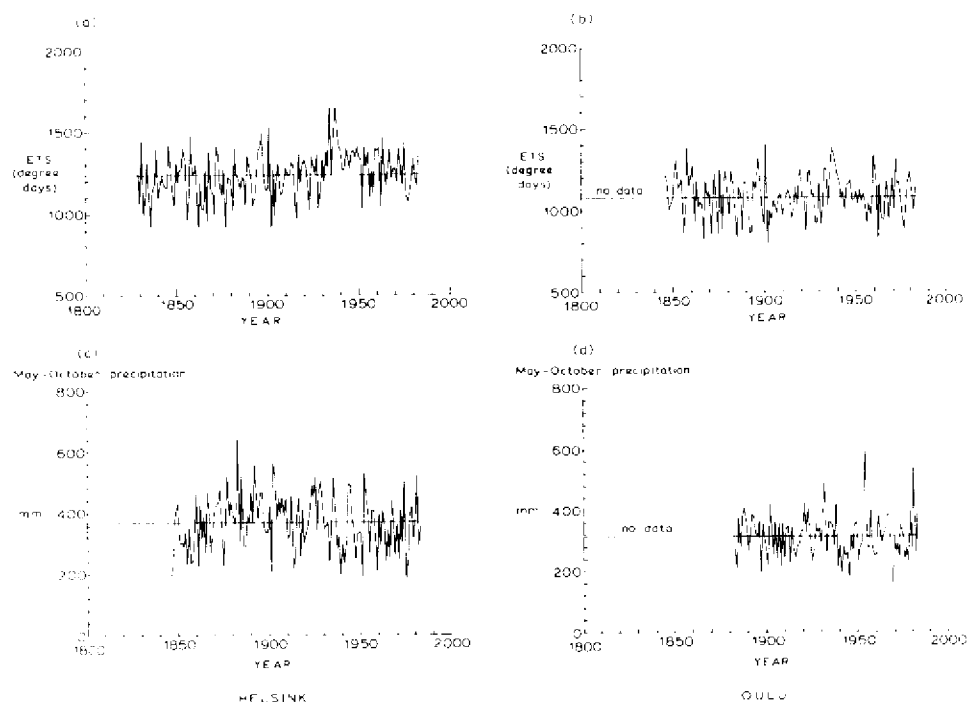 (a)
2000
1500
ETS
(degree
days)
1000
500
1800 1850 1900 1950 2000
YEAR
(b)
2000
1500
ETS
(degree
days)
no data
1000
500
1800 1850 1900 1950 2000
YEAR
(c)
May-October precipitation
800
600
mm 400
200
0
1800 1850 1900 1950 2000
YEAR
HELSINK
(d)
May-October precipitation
800
600
mm 400
no data
200
0
1800 1850 1900 1950 2000
YEAR
OULU